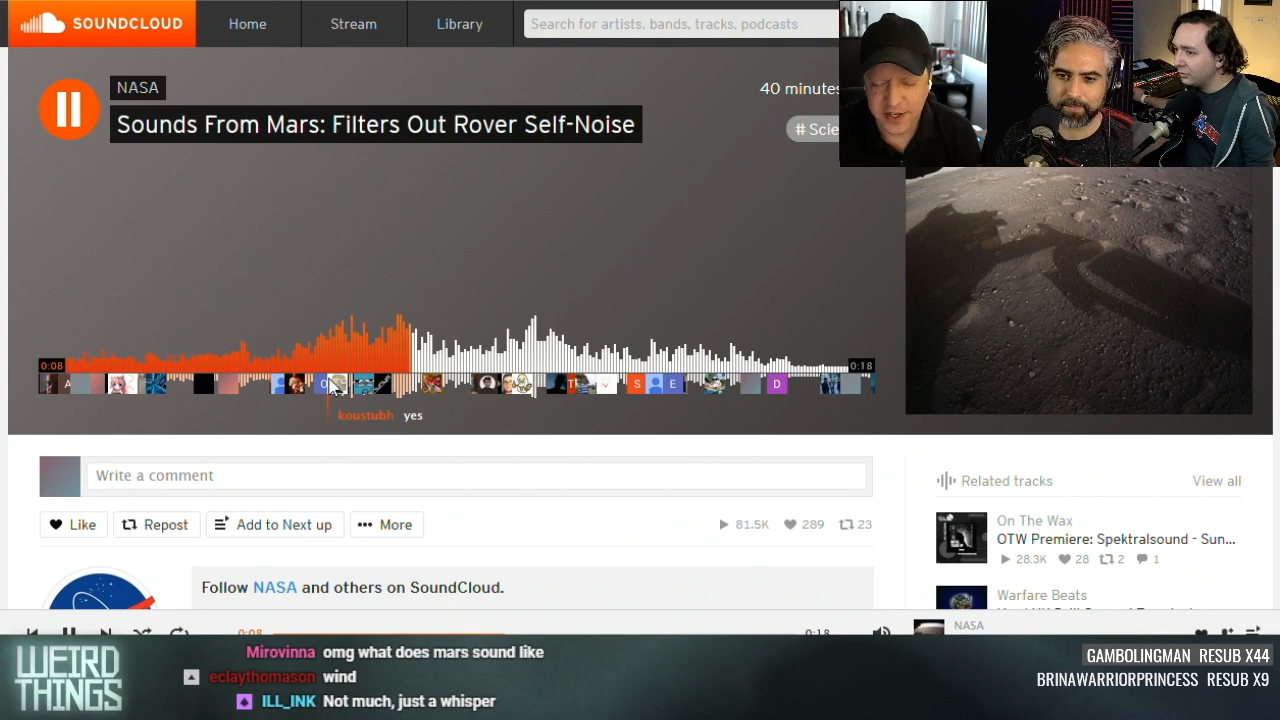 SOUNDCLOUD
Home
Stream
Library
Search for artists, bands, tracks, podcasts
NASA
40 minutes
Sounds From Mars: Filters Out Rover Self-Noise
# Scie
0:08
0:18
A
O
T
S
E
D
koustubh yes
Write a comment
Like
Repost
Add to Next up
More
81.5K
289
23
Related tracks
View all
On The Wax
OTW Premiere: Spektralsound - Sun...
28.3K
28
2
1
Warfare Beats
Follow NASA and others on SoundCloud.
0:08
0:18
NASA
WEIRD
THINGS
Mirovinna omg what does mars sound like
eclaythomason wind
ILL_INK Not much, just a whisper
GAMBOLINGMAN RESUB X44
BRINAWARRIORPRINCESS RESUB X9